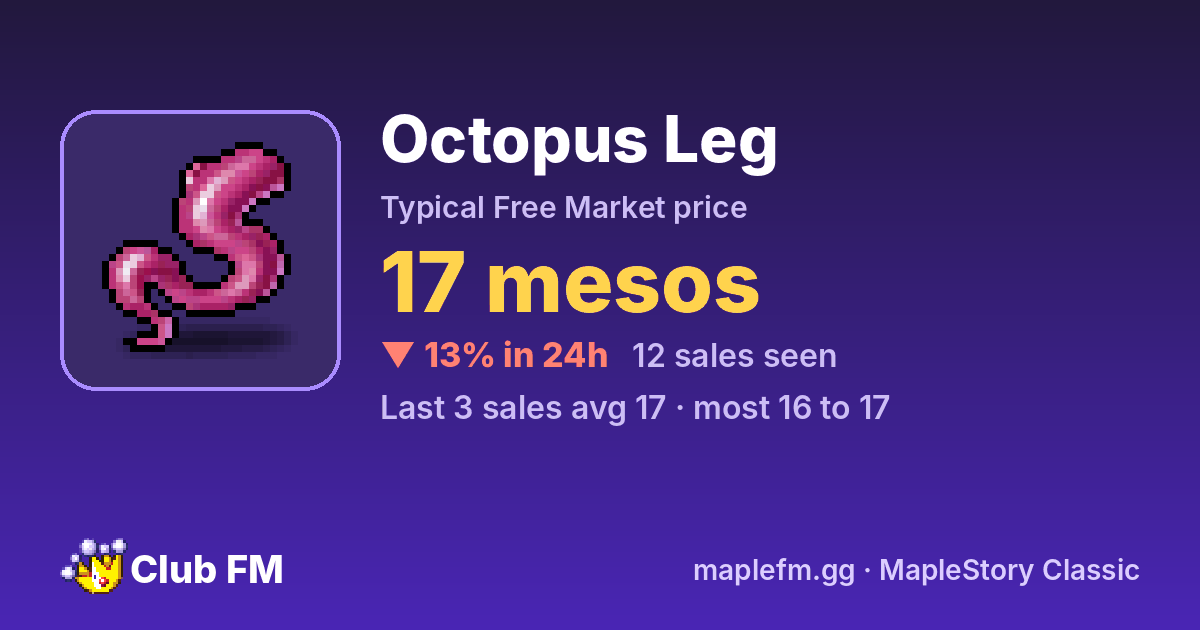 Octopus Leg
Typical Free Market price
17 mesos
▼ 13% in 24h 12 sales seen
Last 3 sales avg 17 · most 16 to 17
Club FM
maplefm.gg · MapleStory Classic